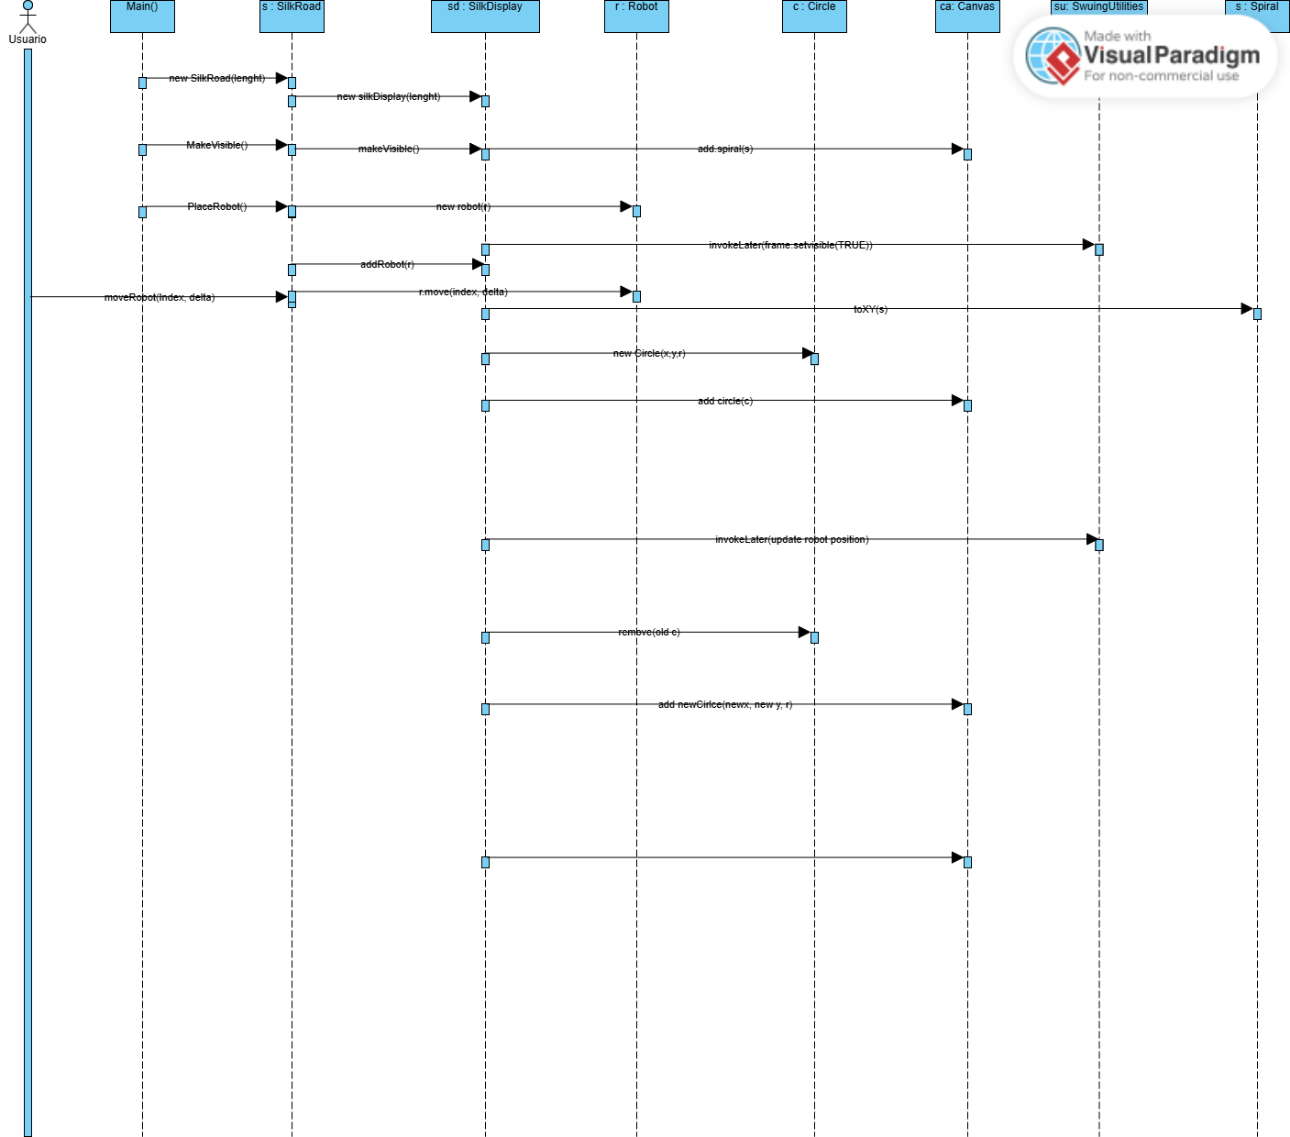 Usuario
Main()
s : SilkRoad
sd : SilkDisplay
r : Robot
c : Circle
ca: Canvas
su: SwuingUtilities
s : Spiral
Made with
Visual Paradigm
For non-commercial use
new SilkRoad(lenght)
new silkDisplay(lenght)
MakeVisible()
makeVisible()
add.spiral(s)
PlaceRobot()
new robot(r)
invokeLater(frame.setvisible(TRUE))
addRobot(r)
moveRobot(Index, delta)
r.move(index, delta)
toXY(s)
new Circle(x,y,r)
add circle(c)
invokeLater(update robot position)
remove(old c)
add newCirlce(newx, new y, r)